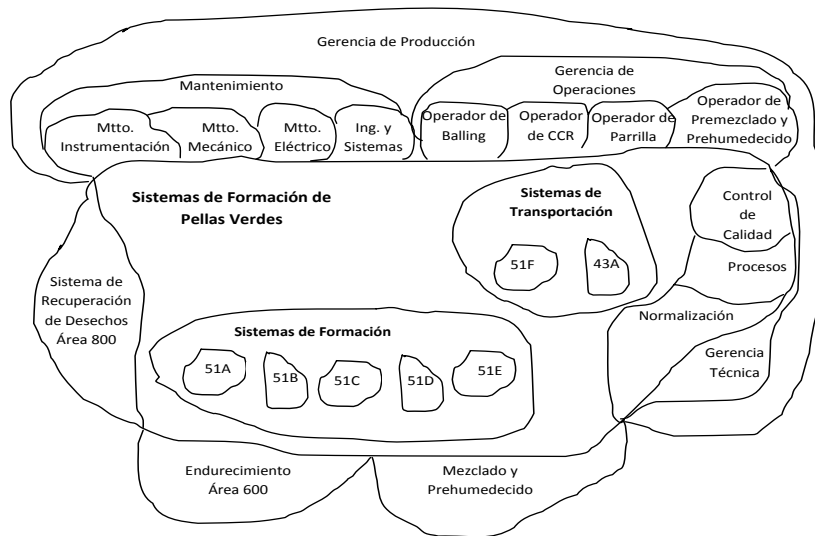 Gerencia de Producción
Mantenimiento
Gerencia de
Operaciones
Mtto.
Instrumentación
Mtto.
Mecánico
Mtto.
Eléctrico
Ing. y
Sistemas
Operador de
Balling
Operador
de CCR
Operador
de Parrilla
Operador de
Premezclado y
Prehumedecido
Sistemas de Formación de
Pellas Verdes
Sistemas de
Transportación
51F
43A
Control
de
Calidad
Procesos
Normalización
Gerencia
Técnica
Sistema de
Recuperación
de Desechos
Área 800
Sistemas de Formación
51A
51B
51C
51D
51E
Endurecimiento
Área 600
Mezclado y
Prehumedecido